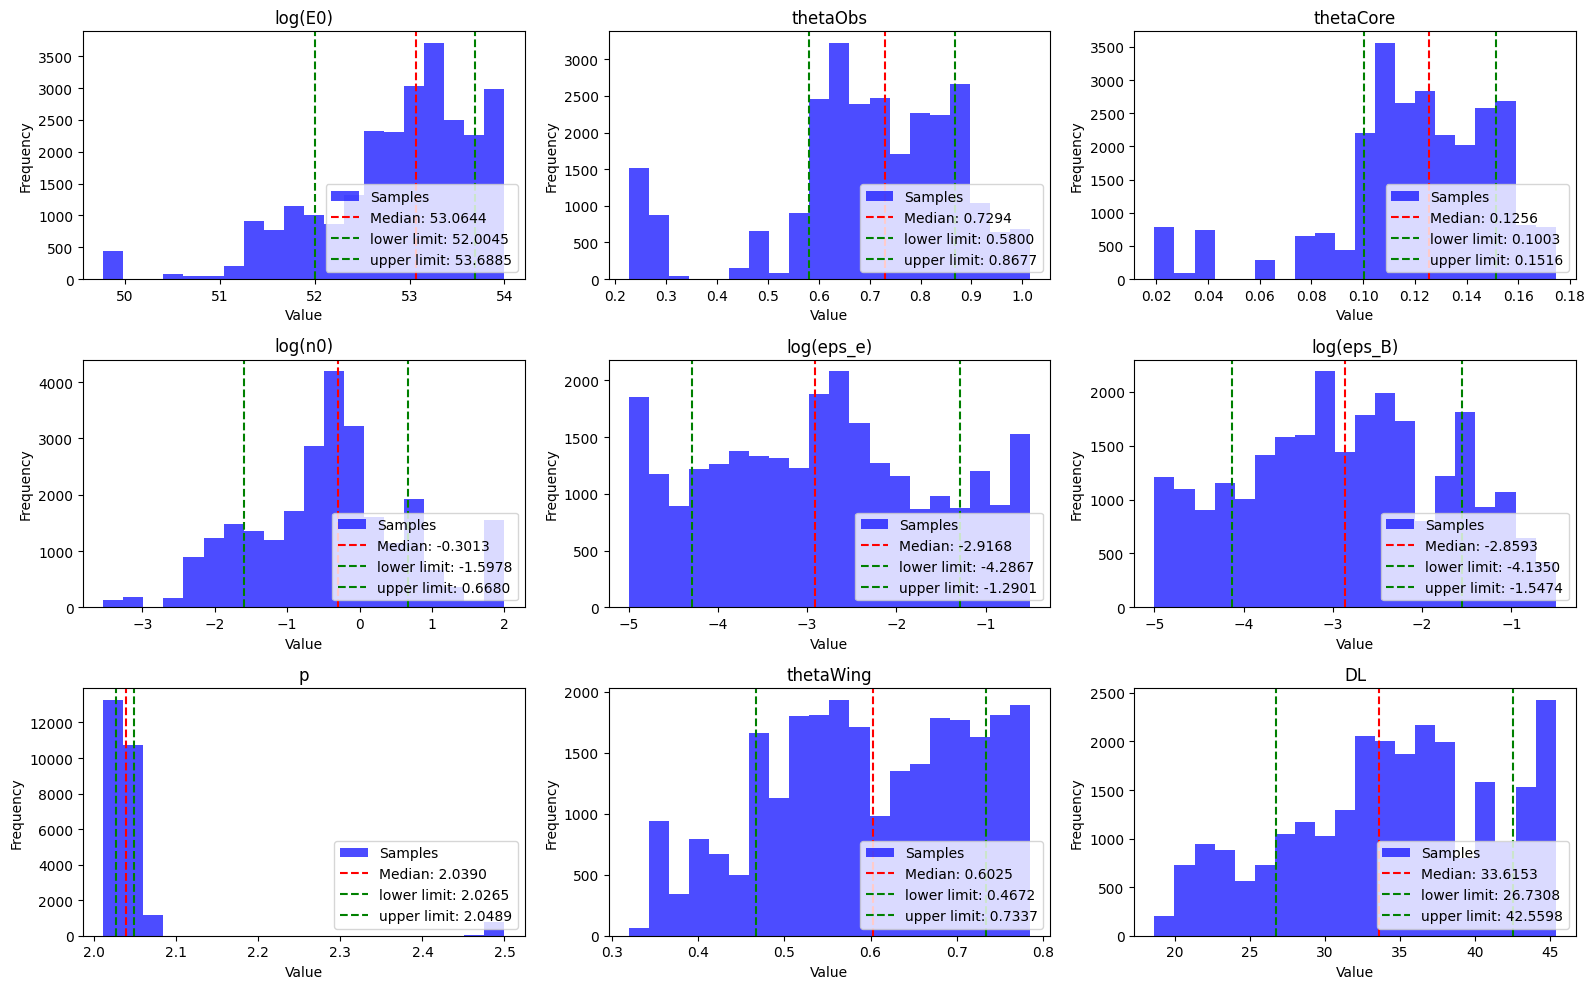 log(E0)
Frequency
3500
3000
2500
2000
1500
1000
500
0
50
51
52
53
54
Value
Samples
Median: 53.0644
lower limit: 52.0045
upper limit: 53.6885
thetaObs
Frequency
3000
2500
2000
1500
1000
500
0
0.2
0.3
0.4
0.5
0.6
0.7
0.8
0.9
1.0
Value
Samples
Median: 0.7294
lower limit: 0.5800
upper limit: 0.8677
thetaCore
Frequency
3500
3000
2500
2000
1500
1000
500
0
0.02
0.04
0.06
0.08
0.10
0.12
0.14
0.16
0.18
Value
Samples
Median: 0.1256
lower limit: 0.1003
upper limit: 0.1516
log(n0)
Frequency
4000
3000
2000
1000
0
−3
−2
−1
0
1
2
Value
Samples
Median: -0.3013
lower limit: -1.5978
upper limit: 0.6680
log(eps_e)
Frequency
2000
1500
1000
500
0
−5
−4
−3
−2
−1
Value
Samples
Median: -2.9168
lower limit: -4.2867
upper limit: -1.2901
log(eps_B)
Frequency
2000
1500
1000
500
0
−5
−4
−3
−2
−1
Value
Samples
Median: -2.8593
lower limit: -4.1350
upper limit: -1.5474
p
Frequency
12000
10000
8000
6000
4000
2000
0
2.0
2.1
2.2
2.3
2.4
2.5
Value
Samples
Median: 2.0390
lower limit: 2.0265
upper limit: 2.0489
thetaWing
Frequency
2000
1500
1000
500
0
0.3
0.4
0.5
0.6
0.7
0.8
Value
Samples
Median: 0.6025
lower limit: 0.4672
upper limit: 0.7337
DL
Frequency
2500
2000
1500
1000
500
0
20
25
30
35
40
45
Value
Samples
Median: 33.6153
lower limit: 26.7308
upper limit: 42.5598